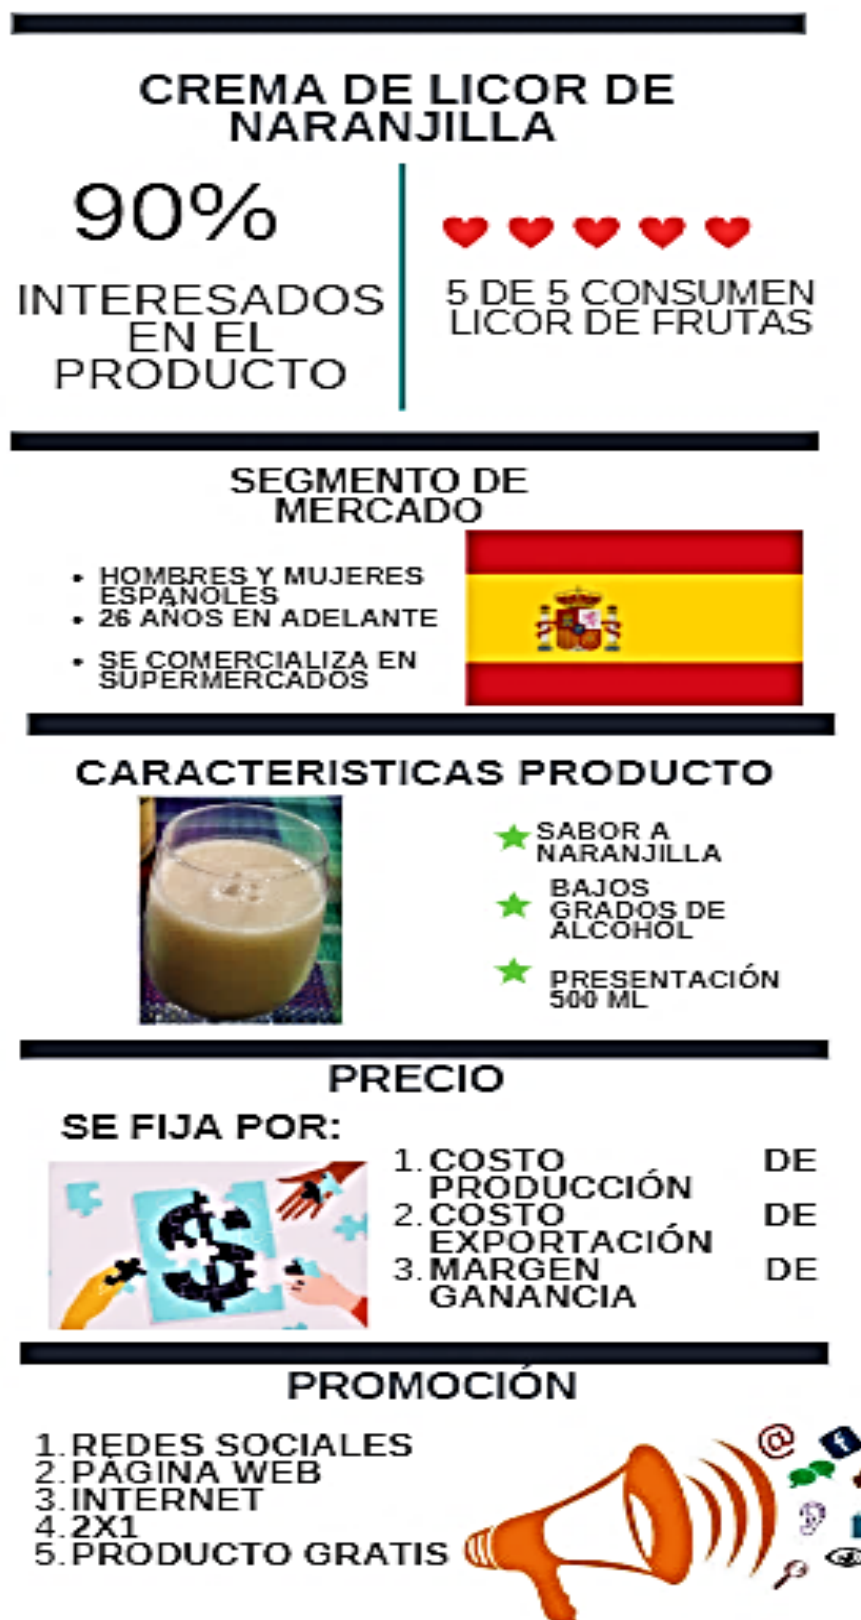 CREMA DE LICOR DE
NARANJILLA
90%
INTERESADOS
EN EL
PRODUCTO
5 DE 5 CONSUMEN
LICOR DE FRUTAS
SEGMENTO DE
MERCADO
• HOMBRES Y MUJERES
ESPAÑOLES
• 26 AÑOS EN ADELANTE
• SE COMERCIALIZA EN
SUPERMERCADOS
CARACTERISTICAS PRODUCTO
SABOR A
NARANJILLA
BAJOS
GRADOS DE
ALCOHOL
PRESENTACIÓN
500 ML
PRECIO
SE FIJA POR:
1. COSTO DE
PRODUCCIÓN
2. COSTO DE
EXPORTACIÓN
3. MARGEN DE
GANANCIA
PROMOCIÓN
1. REDES SOCIALES
2. PÁGINA WEB
3. INTERNET
4. 2X1
5. PRODUCTO GRATIS